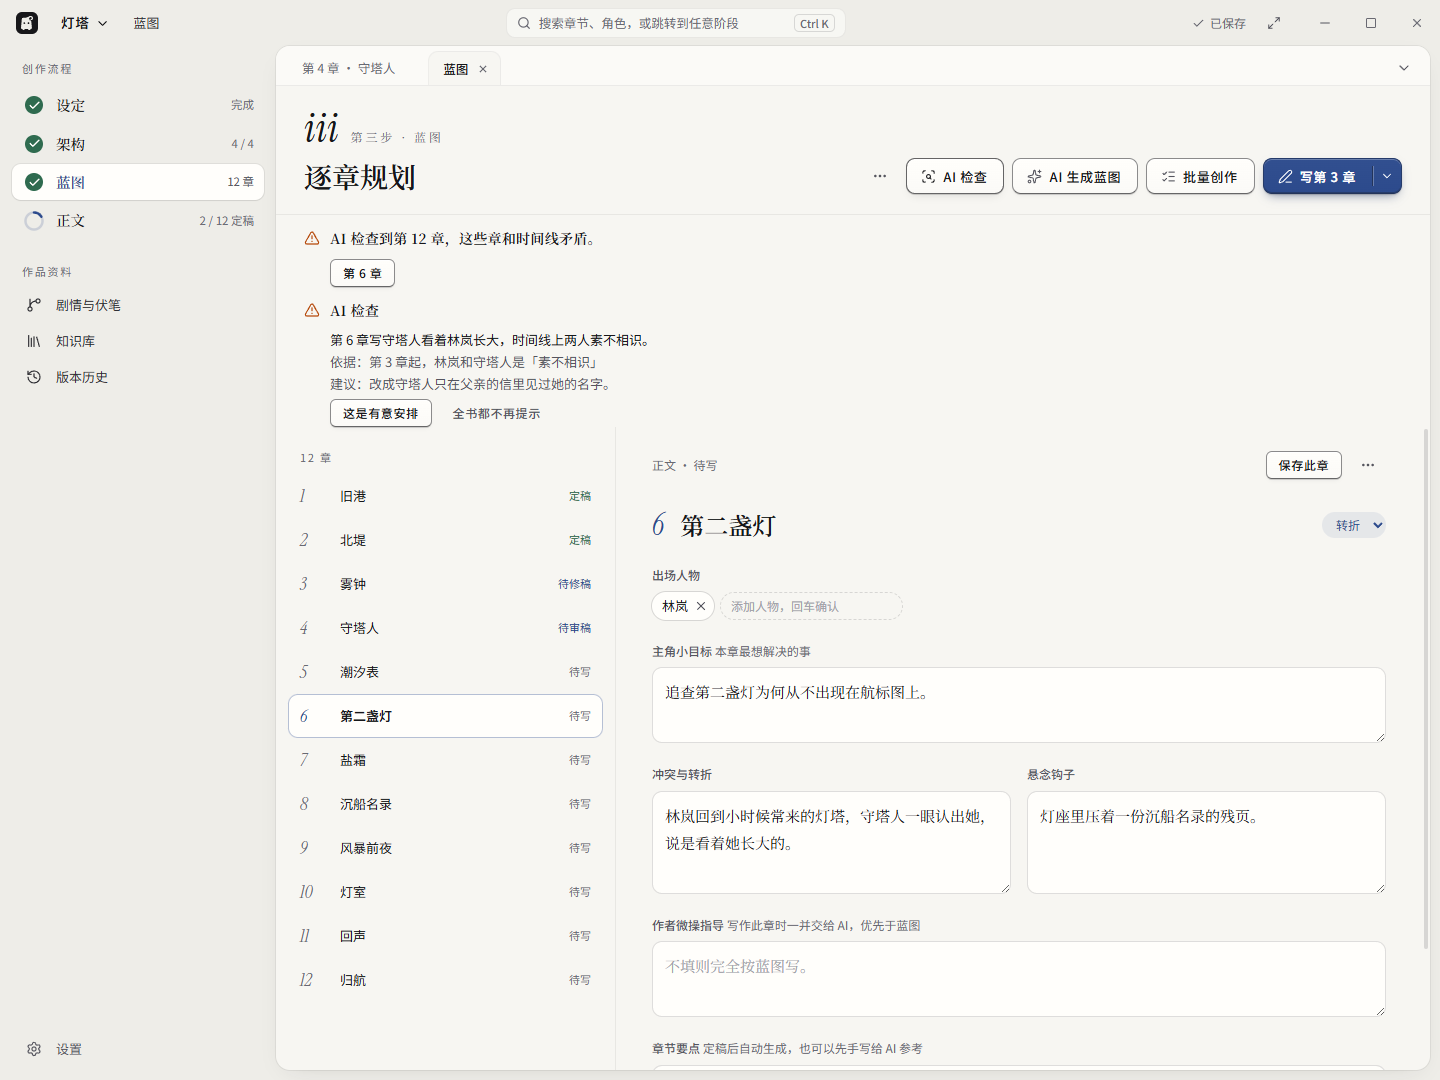 灯塔
蓝图
搜索章节、角色，或跳转到任意阶段
Ctrl K
已保存
创作流程
设定
完成
架构
4 / 4
蓝图
12 章
正文
2 / 12 定稿
作品资料
剧情与伏笔
知识库
版本历史
设置
第 4 章 · 守塔人
蓝图
iii
第三步 · 蓝图
逐章规划
AI 检查
AI 生成蓝图
批量创作
写第 3 章
AI 检查到第 12 章，这些章和时间线矛盾。
第 6 章
AI 检查
第 6 章写守塔人看着林岚长大，时间线上两人素不相识。
依据：第 3 章起，林岚和守塔人是「素不相识」
建议：改成守塔人只在父亲的信里见过她的名字。
这是有意安排
全书都不再提示
12 章
1 旧港 定稿
2 北堤 定稿
3 雾钟 待修稿
4 守塔人 待审稿
5 潮汐表 待写
6 第二盏灯 待写
7 盐霜 待写
8 沉船名录 待写
9 风暴前夜 待写
10 灯室 待写
11 回声 待写
12 归航 待写
正文 · 待写
保存此章
6 第二盏灯
转折
出场人物
林岚
添加人物，回车确认
主角小目标 本章最想解决的事
追查第二盏灯为何从不出现在航标图上。
冲突与转折
林岚回到小时候常来的灯塔，守塔人一眼认出她，
说是看着她长大的。
悬念钩子
灯座里压着一份沉船名录的残页。
作者微操指导 写作此章时一并交给 AI，优先于蓝图
不填则完全按蓝图写。
章节要点 定稿后自动生成，也可以先手写给 AI 参考